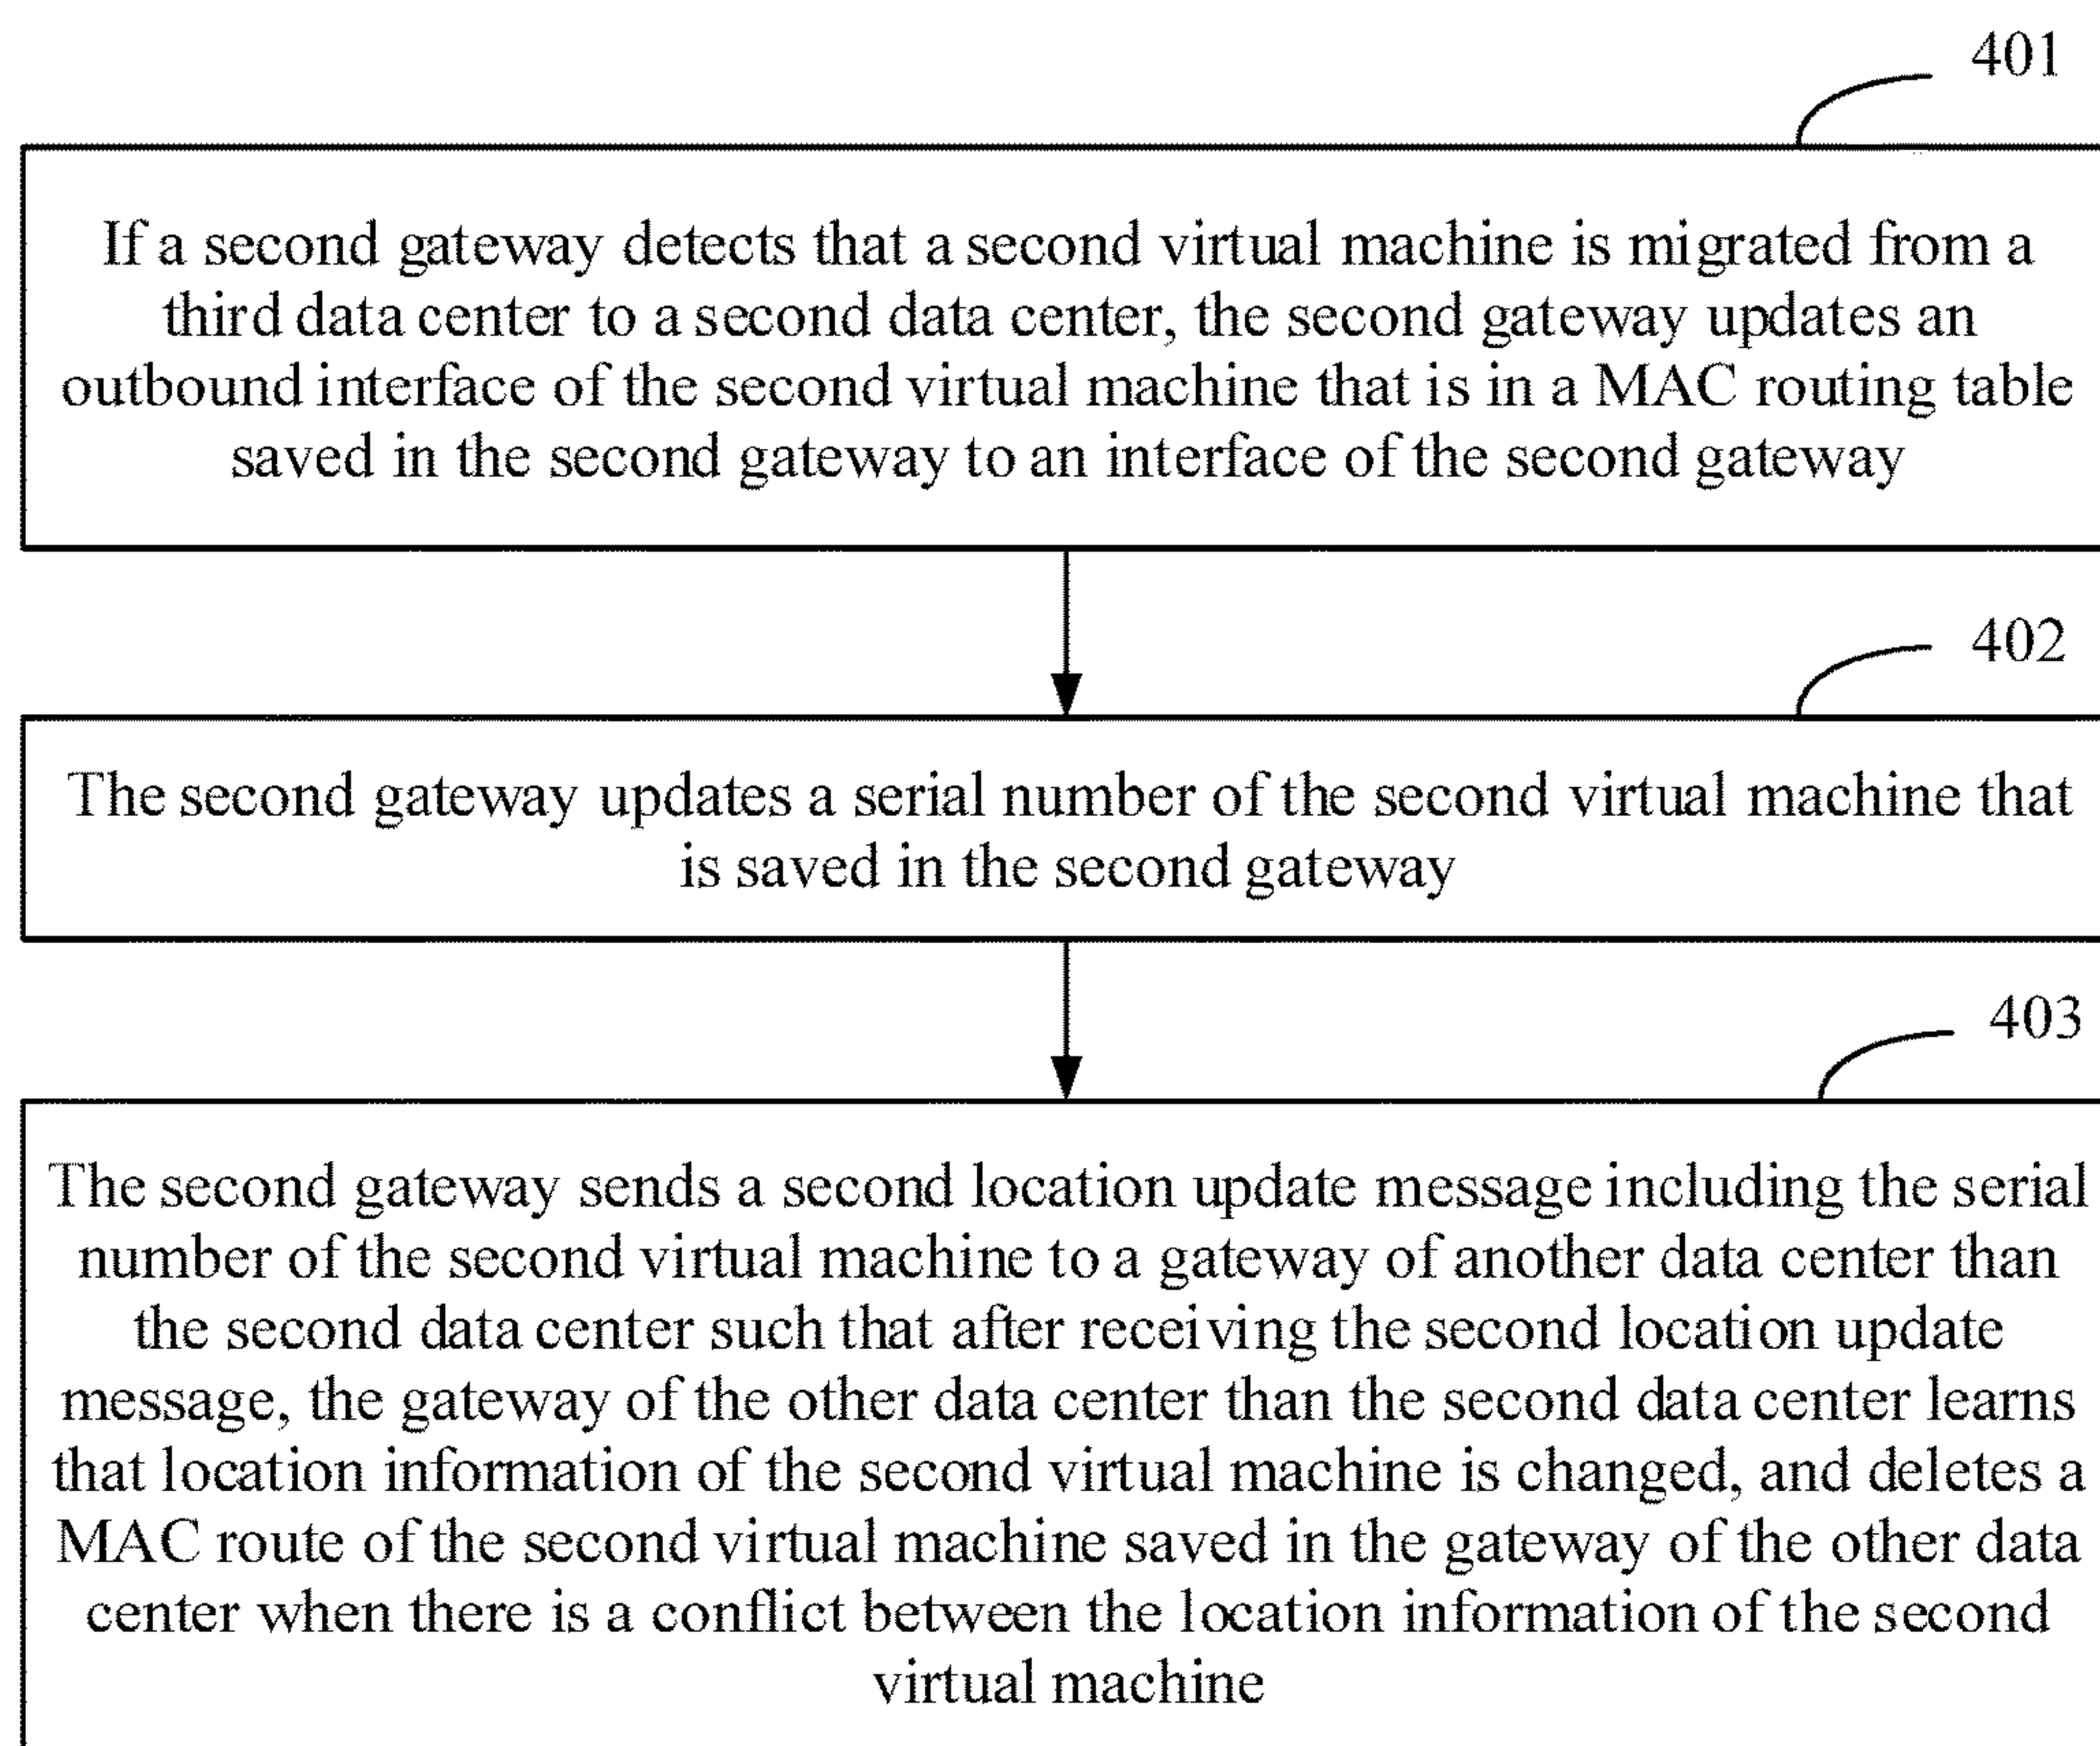 401
If a second gateway detects that a second virtual machine is migrated from a
third data center to a second data center, the second gateway updates an
outbound interface of the second virtual machine that is in a MAC routing table
saved in the second gateway to an interface of the second gateway
402
The second gateway updates a serial number of the second virtual machine that
is saved in the second gateway
403
The second gateway sends a second location update message including the serial
number of the second virtual machine to a gateway of another data center than
the second data center such that after receiving the second location update
message, the gateway of the other data center than the second data center learns
that location information of the second virtual machine is changed, and deletes a
MAC route of the second virtual machine saved in the gateway of the other data
center when there is a conflict between the location information of the second
virtual machine